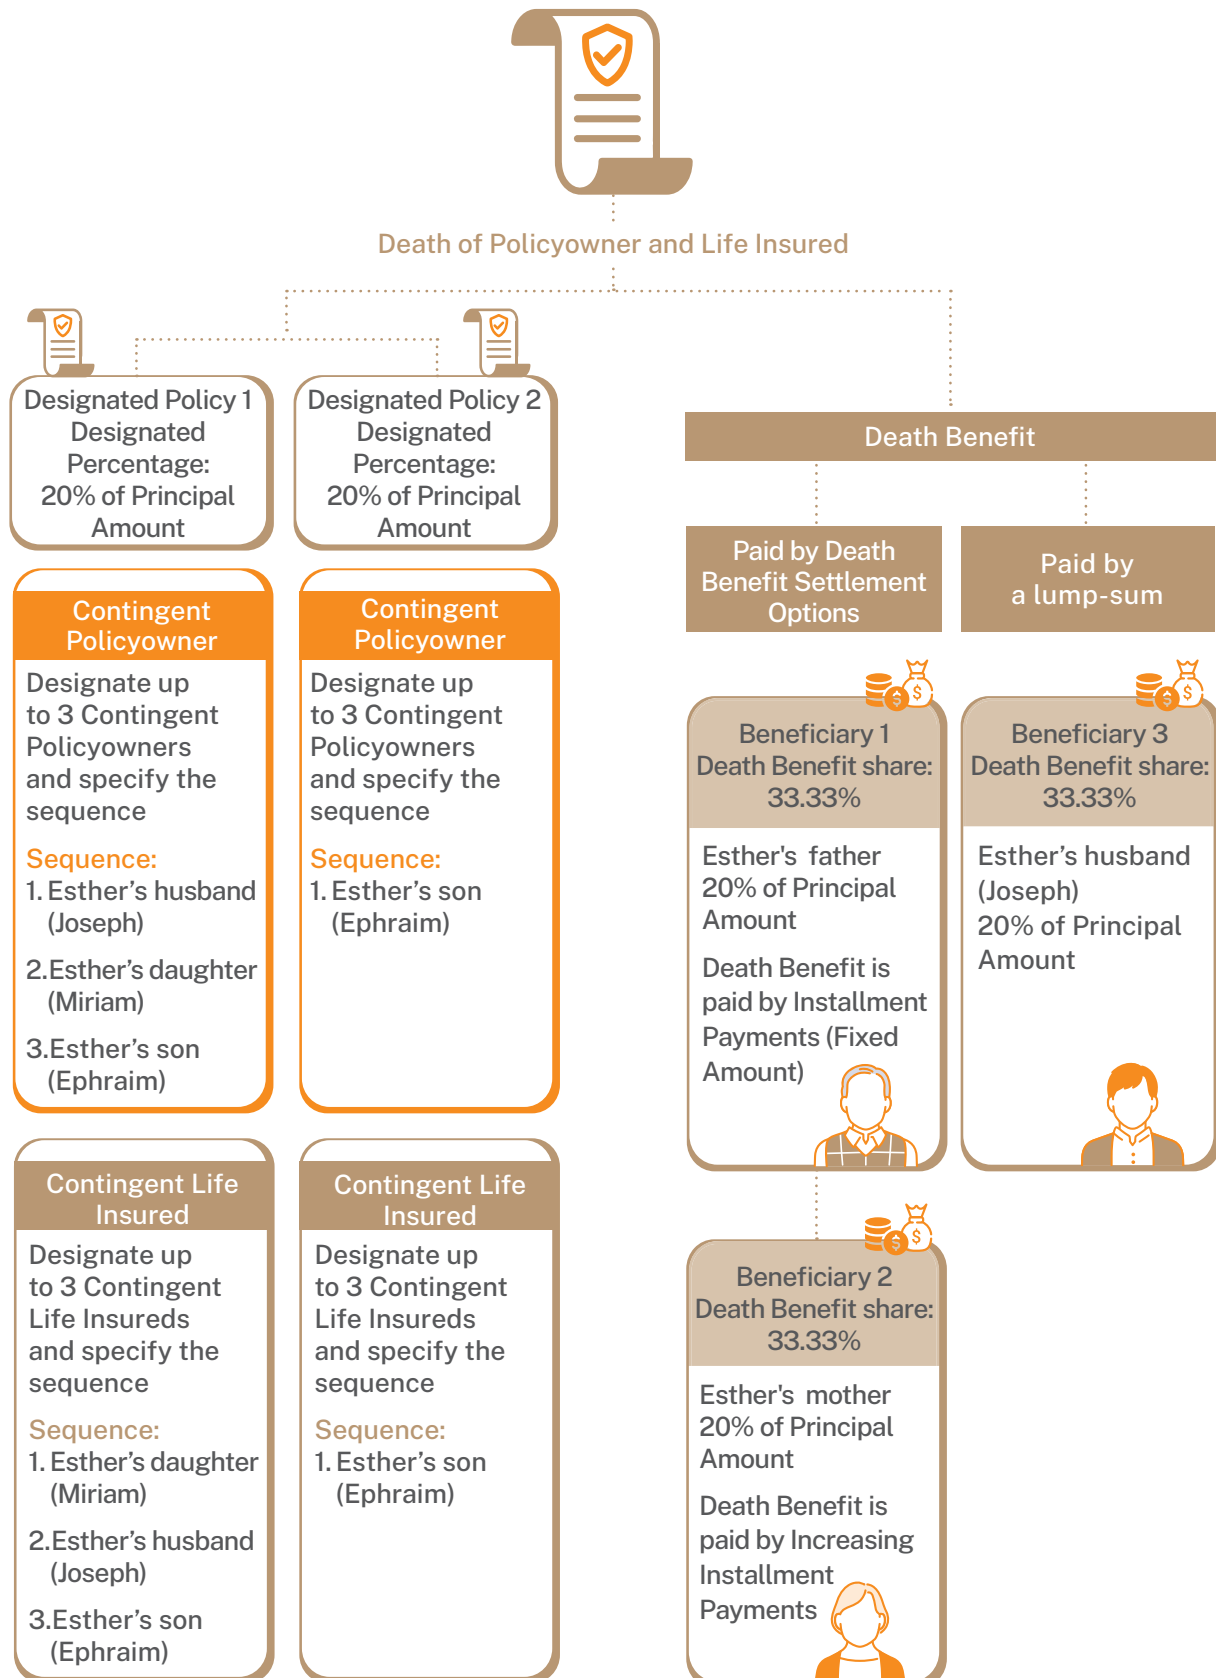 Death of Policyowner and Life Insured
Designated Policy 1
Designated
Percentage:
20% of Principal
Amount
Designated Policy 2
Designated
Percentage:
20% of Principal
Amount
Contingent
Policyowner
Designate up
to 3 Contingent
Policyowners
and specify the
sequence
Sequence:
1. Esther’s husband
(Joseph)
2.Esther’s daughter
(Miriam)
3.Esther’s son
(Ephraim)
Contingent
Policyowner
Designate up
to 3 Contingent
Policyowners
and specify the
sequence
Sequence:
1. Esther’s son
(Ephraim)
Contingent Life
Insured
Designate up
to 3 Contingent
Life Insureds
and specify the
sequence
Sequence:
1. Esther’s daughter
(Miriam)
2.Esther’s husband
(Joseph)
3.Esther’s son
(Ephraim)
Contingent Life
Insured
Designate up
to 3 Contingent
Life Insureds
and specify the
sequence
Sequence:
1. Esther’s son
(Ephraim)
Death Benefit
Paid by Death
Benefit Settlement
Options
Paid by
a lump-sum
$
$
Beneficiary 1
Death Benefit share:
33.33%
Esther's father
20% of Principal
Amount
Death Benefit is
paid by Installment
Payments (Fixed
Amount)
$
$
Beneficiary 3
Death Benefit share:
33.33%
Esther’s husband
(Joseph)
20% of Principal
Amount
$
$
Beneficiary 2
Death Benefit share:
33.33%
Esther's mother
20% of Principal
Amount
Death Benefit is
paid by Increasing
Installment
Payments